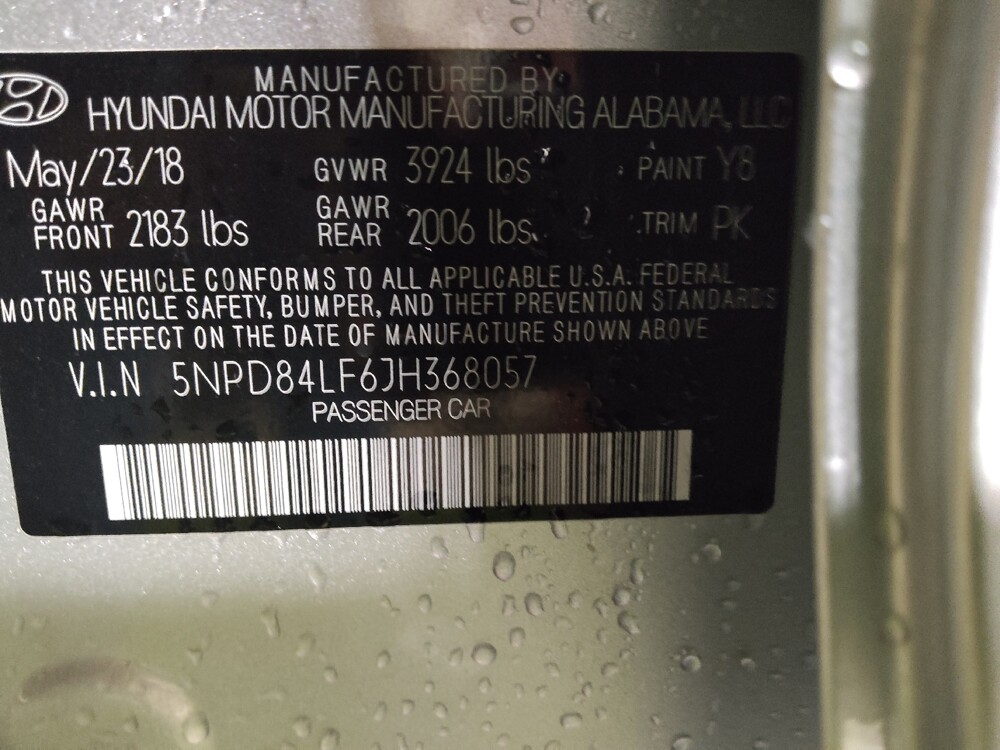 MANUFACTURED BY
HYUNDAI MOTOR MANUFACTURING ALABAMA, LLC
May/23/18 GVWR 3924 lbs PAINT Y8
GAWR FRONT 2183 lbs GAWR REAR 2006 lbs TRIM PK
THIS VEHICLE CONFORMS TO ALL APPLICABLE U.S.A. FEDERAL
MOTOR VEHICLE SAFETY, BUMPER, AND THEFT PREVENTION STANDARDS
IN EFFECT ON THE DATE OF MANUFACTURE SHOWN ABOVE
V.I.N 5NPD84LF6JH368057
PASSENGER CAR